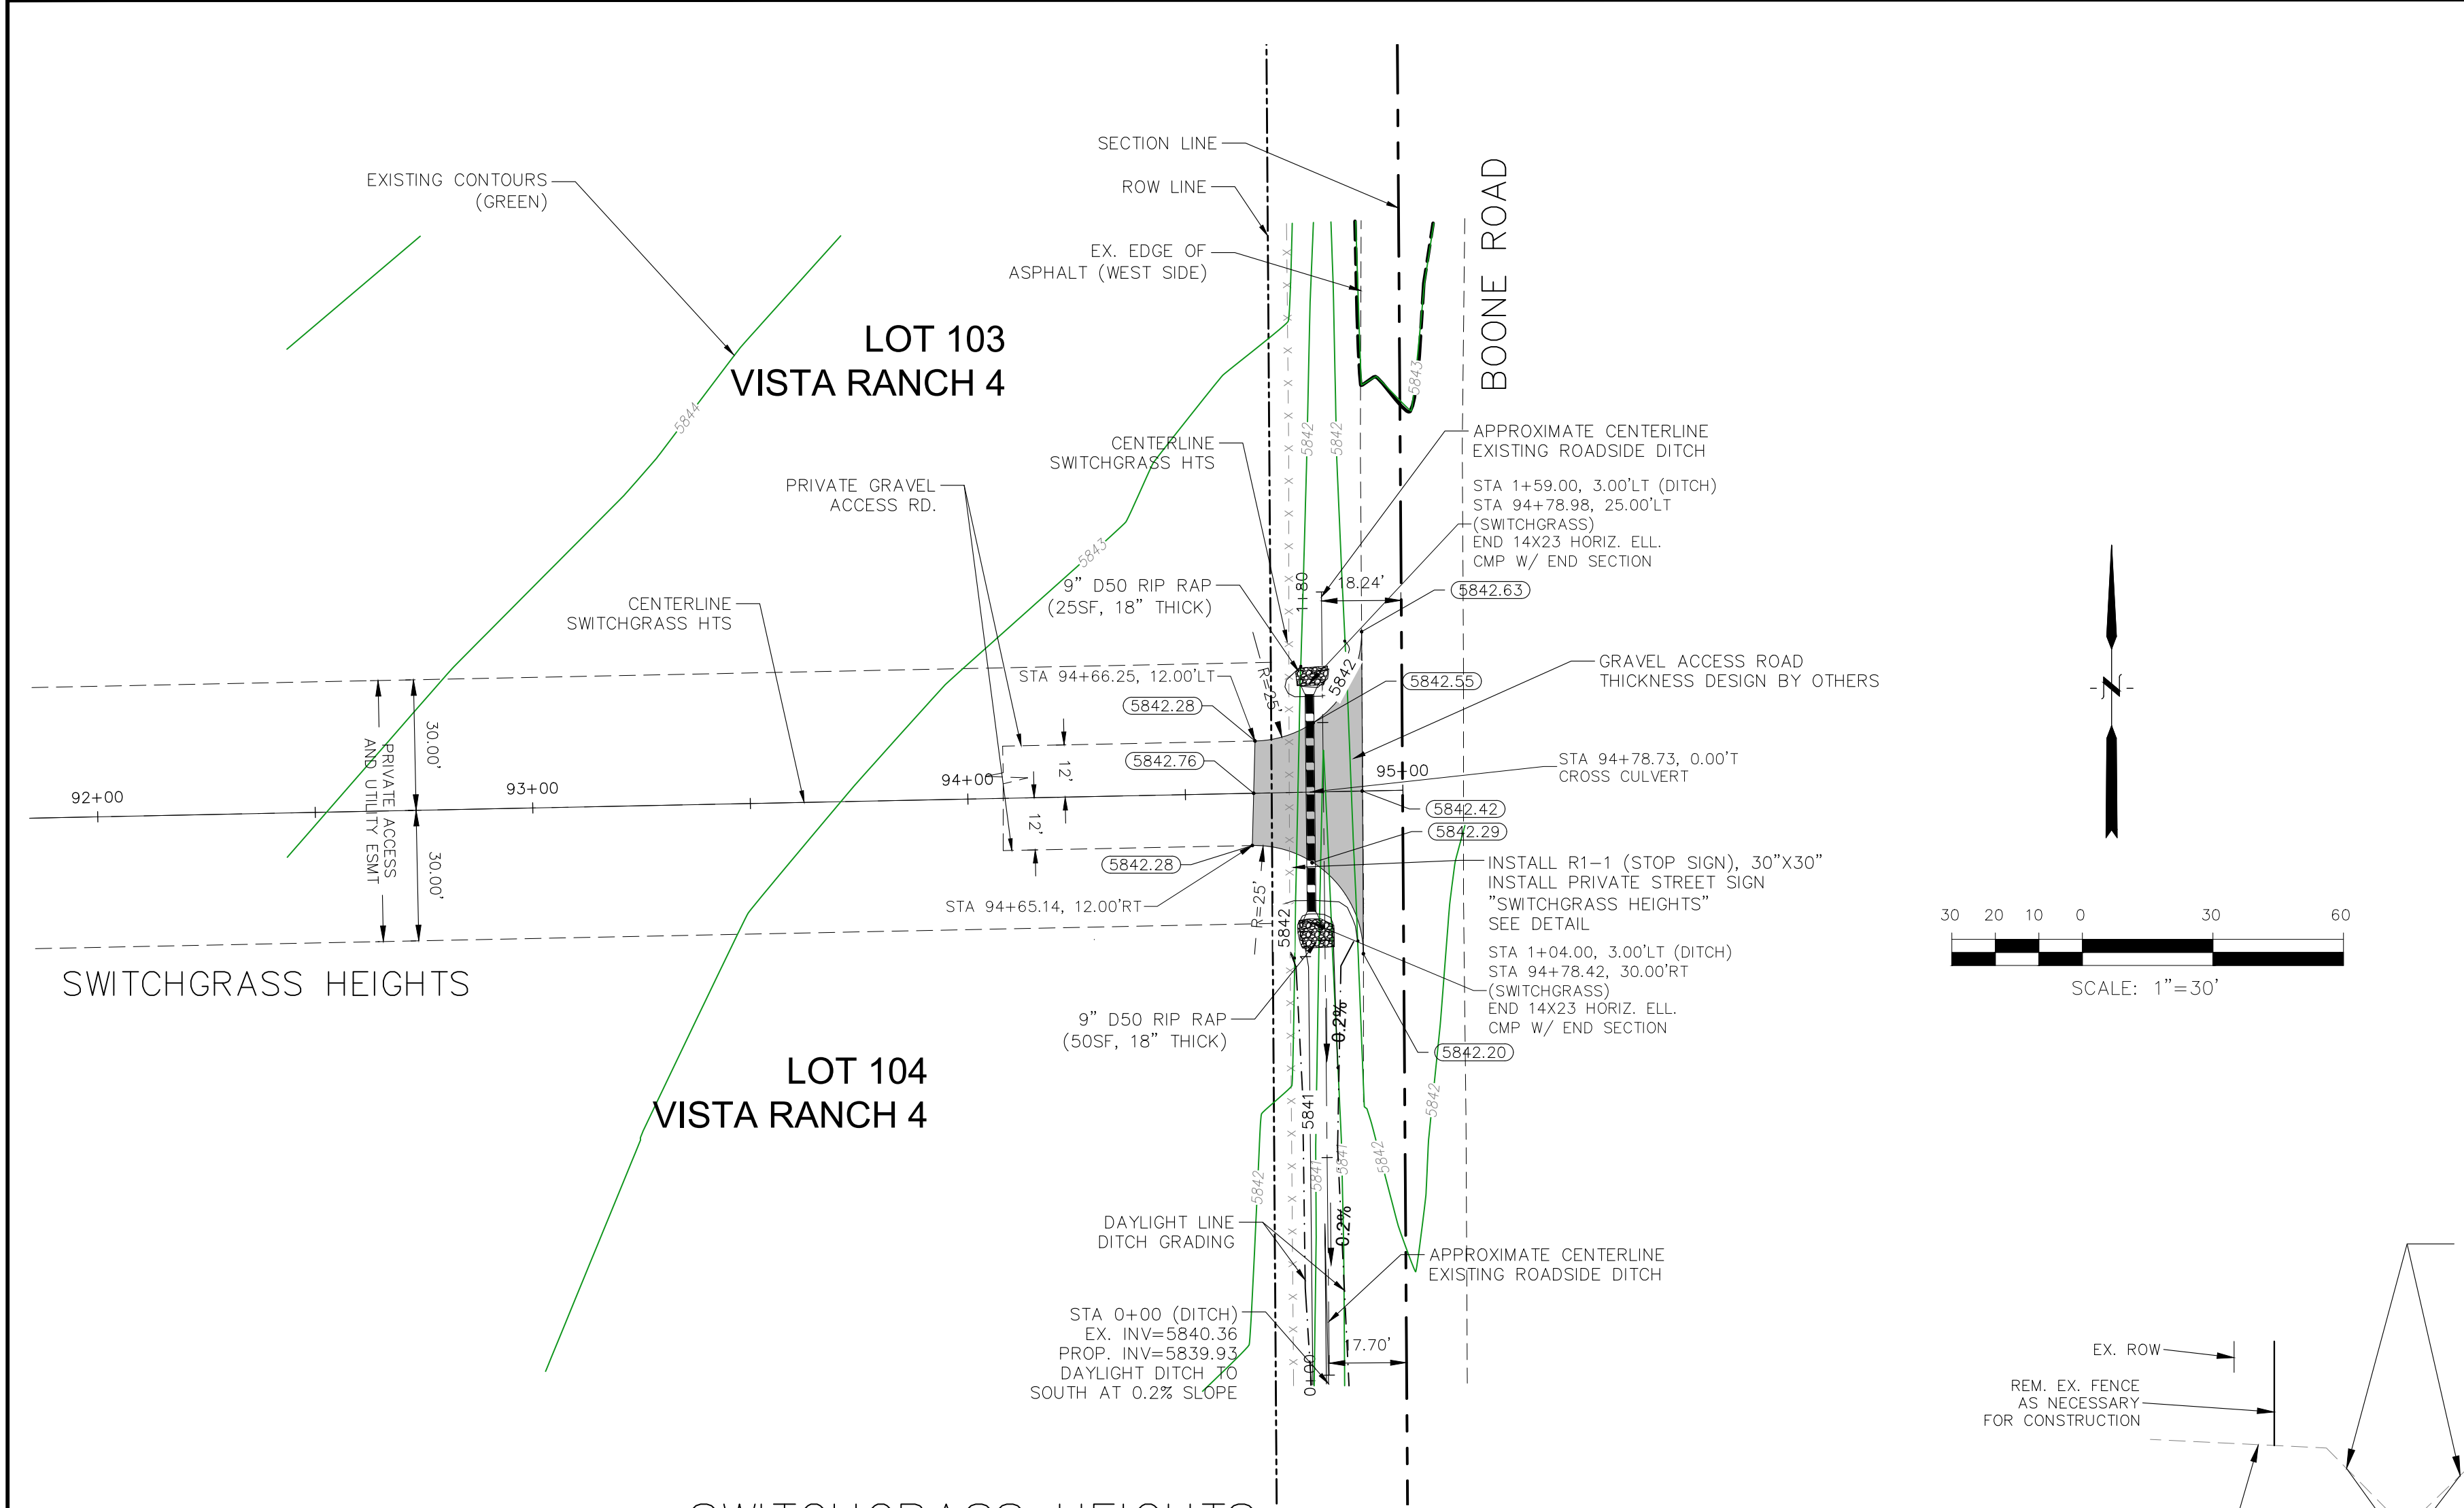 SECTION LINE
ROW LINE
EX. EDGE OF
ASPHALT (WEST SIDE)
BOONE ROAD
EXISTING CONTOURS
(GREEN)
LOT 103
VISTA RANCH 4
5844
5843
5843
5842
5842
CENTERLINE
SWITCHGRASS HTS
PRIVATE GRAVEL
ACCESS RD.
APPROXIMATE CENTERLINE
EXISTING ROADSIDE DITCH
STA 1+59.00, 3.00'LT (DITCH)
STA 94+78.98, 25.00'LT
(SWITCHGRASS)
END 14X23 HORIZ. ELL.
CMP W/ END SECTION
9" D50 RIP RAP
(25SF, 18" THICK)
1+80
18.24'
5842.63
CENTERLINE
SWITCHGRASS HTS
STA 94+66.25, 12.00'LT
R=25'
5842
5842.55
GRAVEL ACCESS ROAD
THICKNESS DESIGN BY OTHERS
5842.28
5842.76
STA 94+78.73, 0.00'T
CROSS CULVERT
30.00'
30.00'
PRIVATE ACCESS
AND UTILITY ESMT
92+00
93+00
94+00
95+00
12'
12'
5842.42
5842.29
5842.28
STA 94+65.14, 12.00'RT
R=25'
5842
INSTALL R1-1 (STOP SIGN), 30"X30"
INSTALL PRIVATE STREET SIGN
"SWITCHGRASS HEIGHTS"
SEE DETAIL
STA 1+04.00, 3.00'LT (DITCH)
STA 94+78.42, 30.00'RT
(SWITCHGRASS)
END 14X23 HORIZ. ELL.
CMP W/ END SECTION
5842.20
30 20 10 0 30 60
SCALE: 1"=30'
N
SWITCHGRASS HEIGHTS
9" D50 RIP RAP
(50SF, 18" THICK)
0.2%
LOT 104
VISTA RANCH 4
5841
5842
5841
5841
5842
5842
0.2%
DAYLIGHT LINE
DITCH GRADING
APPROXIMATE CENTERLINE
EXISTING ROADSIDE DITCH
STA 0+00 (DITCH)
EX. INV=5840.36
PROP. INV=5839.93
DAYLIGHT DITCH TO
SOUTH AT 0.2% SLOPE
0+00
17.70'
EX. ROW
REM. EX. FENCE
AS NECESSARY
FOR CONSTRUCTION
SWITCHGRASS HEIGHTS